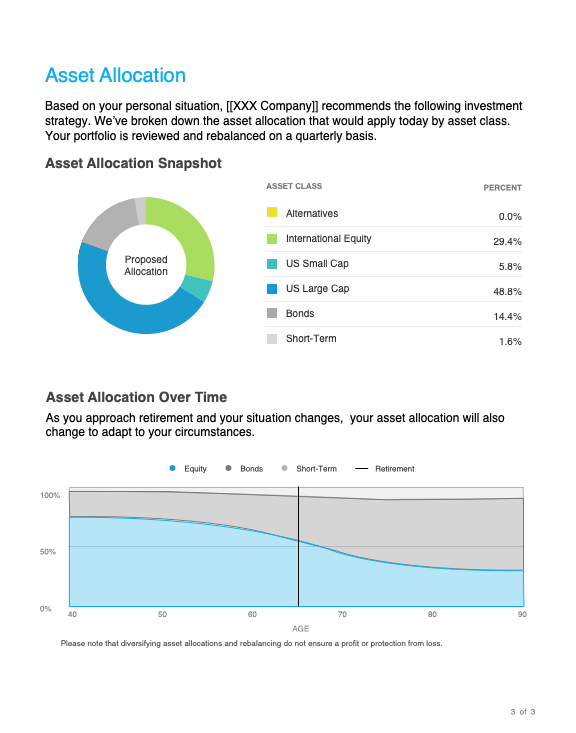 Asset Allocation
Based on your personal situation, [[XXX Company]] recommends the following investment
strategy. We've broken down the asset allocation that would apply today by asset class.
Your portfolio is reviewed and rebalanced on a quarterly basis.
Asset Allocation Snapshot
Proposed
Allocation
ASSET CLASS PERCENT
Alternatives 0.0%
International Equity 29.4%
US Small Cap 5.8%
US Large Cap 48.8%
Bonds 14.4%
Short-Term 1.6%
Asset Allocation Over Time
As you approach retirement and your situation changes,  your asset allocation will also
change to adapt to your circumstances.
Equity Bonds Short-Term Retirement
100%
50%
0%
40 50 60 70 80 90
AGE
Please note that diversifying asset allocations and rebalancing do not ensure a profit or protection from loss.
3 of 3